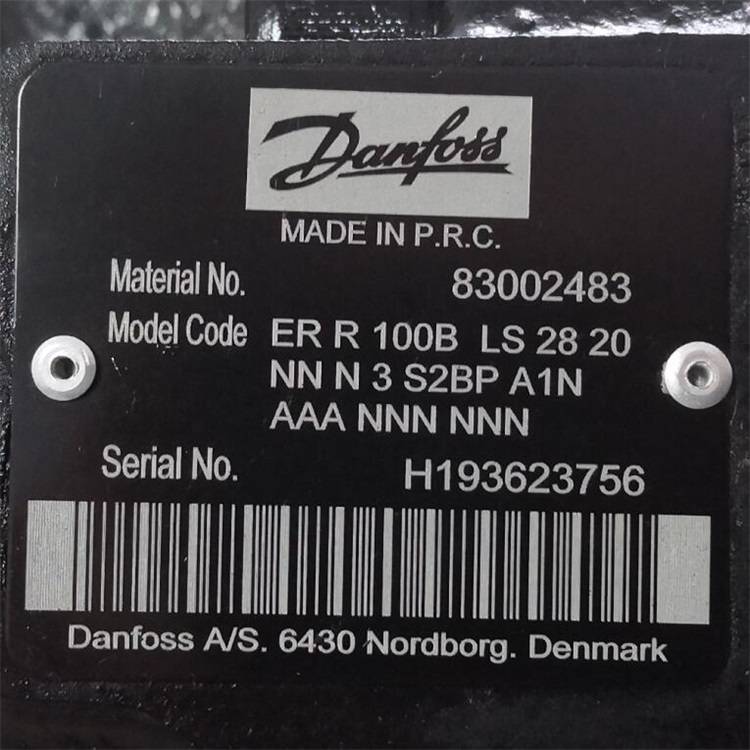 Danfoss
MADE IN P.R.C.
Material No. 83002483
Model Code ER R 100B LS 28 20
NN N 3 S2BP A1N
AAA NNN NNN
Serial No. H193623756
Danfoss A/S. 6430 Nordborg. Denmark